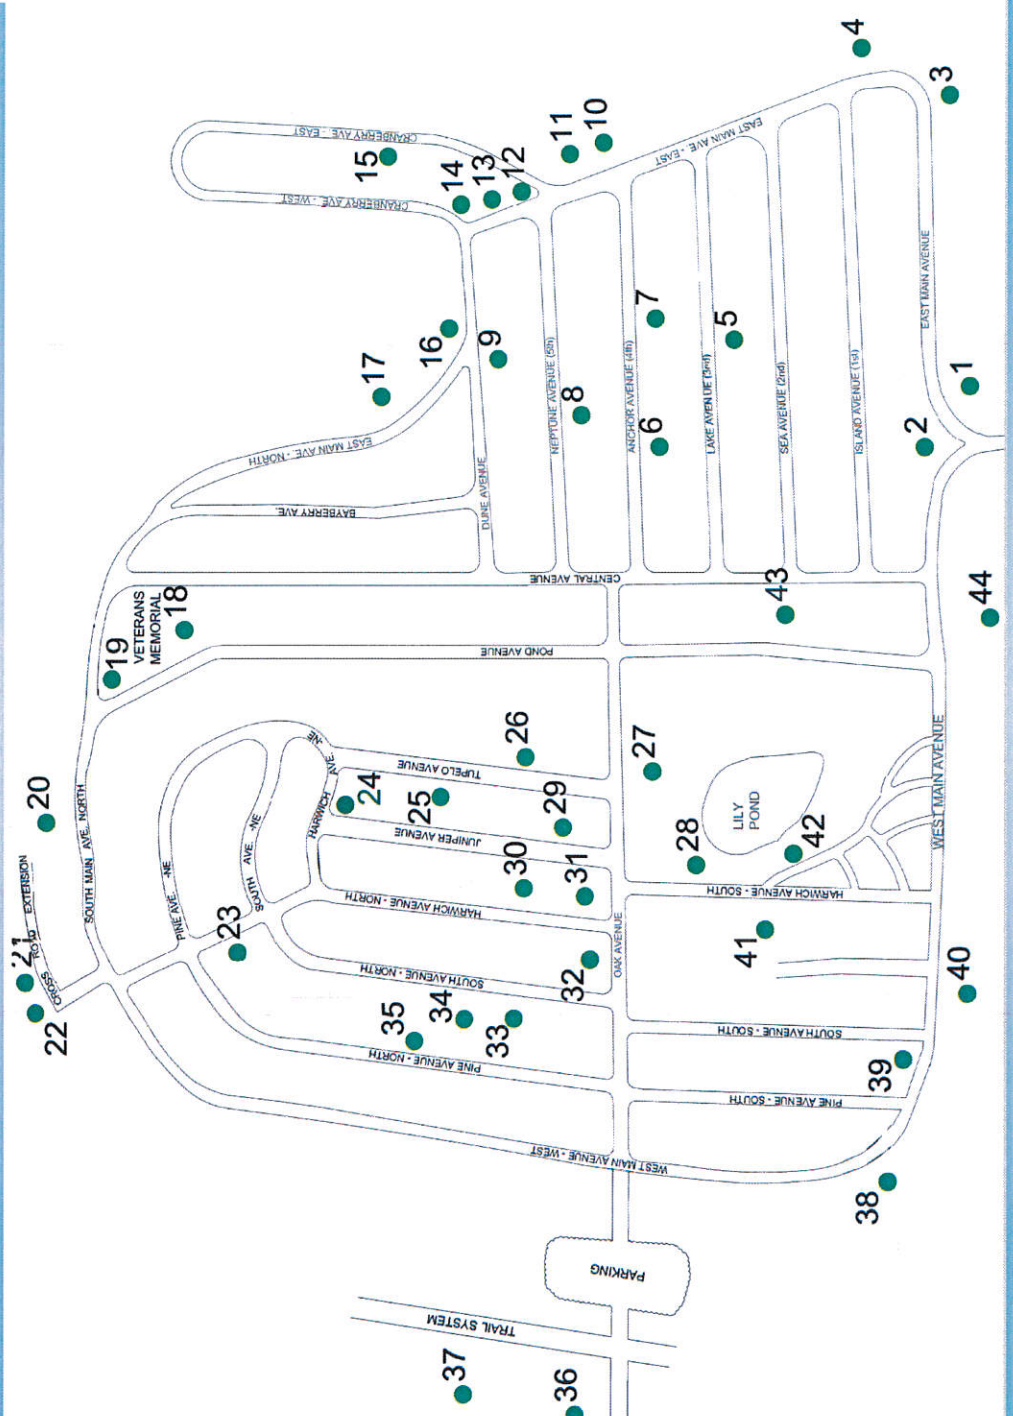 4
3
CRANBERRY AVE - EAST
CRANBERRY AVE - WEST
15
14
13
12
11
10
EAST MAIN AVE - EAST
16
17
9
7
5
8
6
NEPTUNE AVENUE (5th)
ANCHOR AVENUE (4th)
LAKE AVENUE (3rd)
SEA AVENUE (2nd)
ISLAND AVENUE (1st)
EAST MAIN AVENUE
1
2
EAST MAIN AVE. - NORTH
BAYBERRY AVE.
DUNE AVENUE
CENTRAL AVENUE
43
44
19
VETERANS
MEMORIAL
18
POND AVENUE
20
SOUTH MAIN AVE. NORTH
CROSS ROAD EXTENSION
21
22
PINE AVE. -NE
SOUTH AVE. -NE
HARWICH AVE. -NE
23
24
25
26
TUPELO AVENUE
JUNIPER AVENUE
29
30
31
HARWICH AVENUE - NORTH
27
LILY
POND
28
42
WEST MAIN AVENUE
HARWICH AVENUE - SOUTH
OAK AVENUE
32
SOUTH AVENUE - NORTH
33
34
35
PINE AVENUE - NORTH
41
40
SOUTH AVENUE - SOUTH
39
PINE AVENUE - SOUTH
WEST MAIN AVENUE - WEST
38
PARKING
TRAIL SYSTEM
37
36